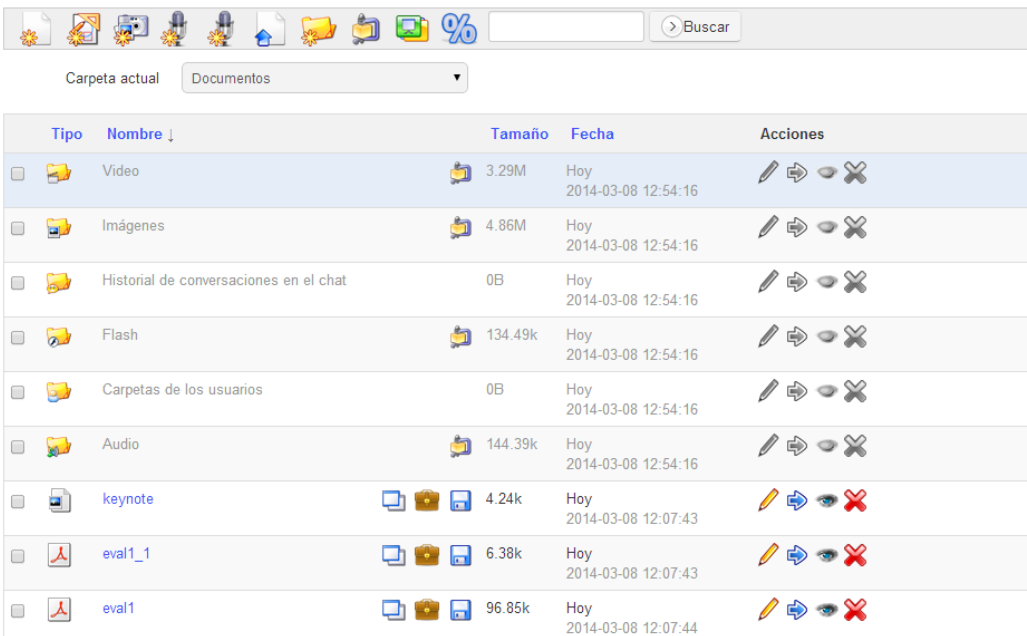 Buscar
Carpeta actual Documentos
Tipo Nombre ↓ Tamaño Fecha Acciones
Video 3.29M Hoy
2014-03-08 12:54:16
Imágenes 4.86M Hoy
2014-03-08 12:54:16
Historial de conversaciones en el chat 0B Hoy
2014-03-08 12:54:16
Flash 134.49k Hoy
2014-03-08 12:54:16
Carpetas de los usuarios 0B Hoy
2014-03-08 12:54:16
Audio 144.39k Hoy
2014-03-08 12:54:16
keynote 4.24k Hoy
2014-03-08 12:07:43
eval1_1 6.38k Hoy
2014-03-08 12:07:43
eval1 96.85k Hoy
2014-03-08 12:07:44